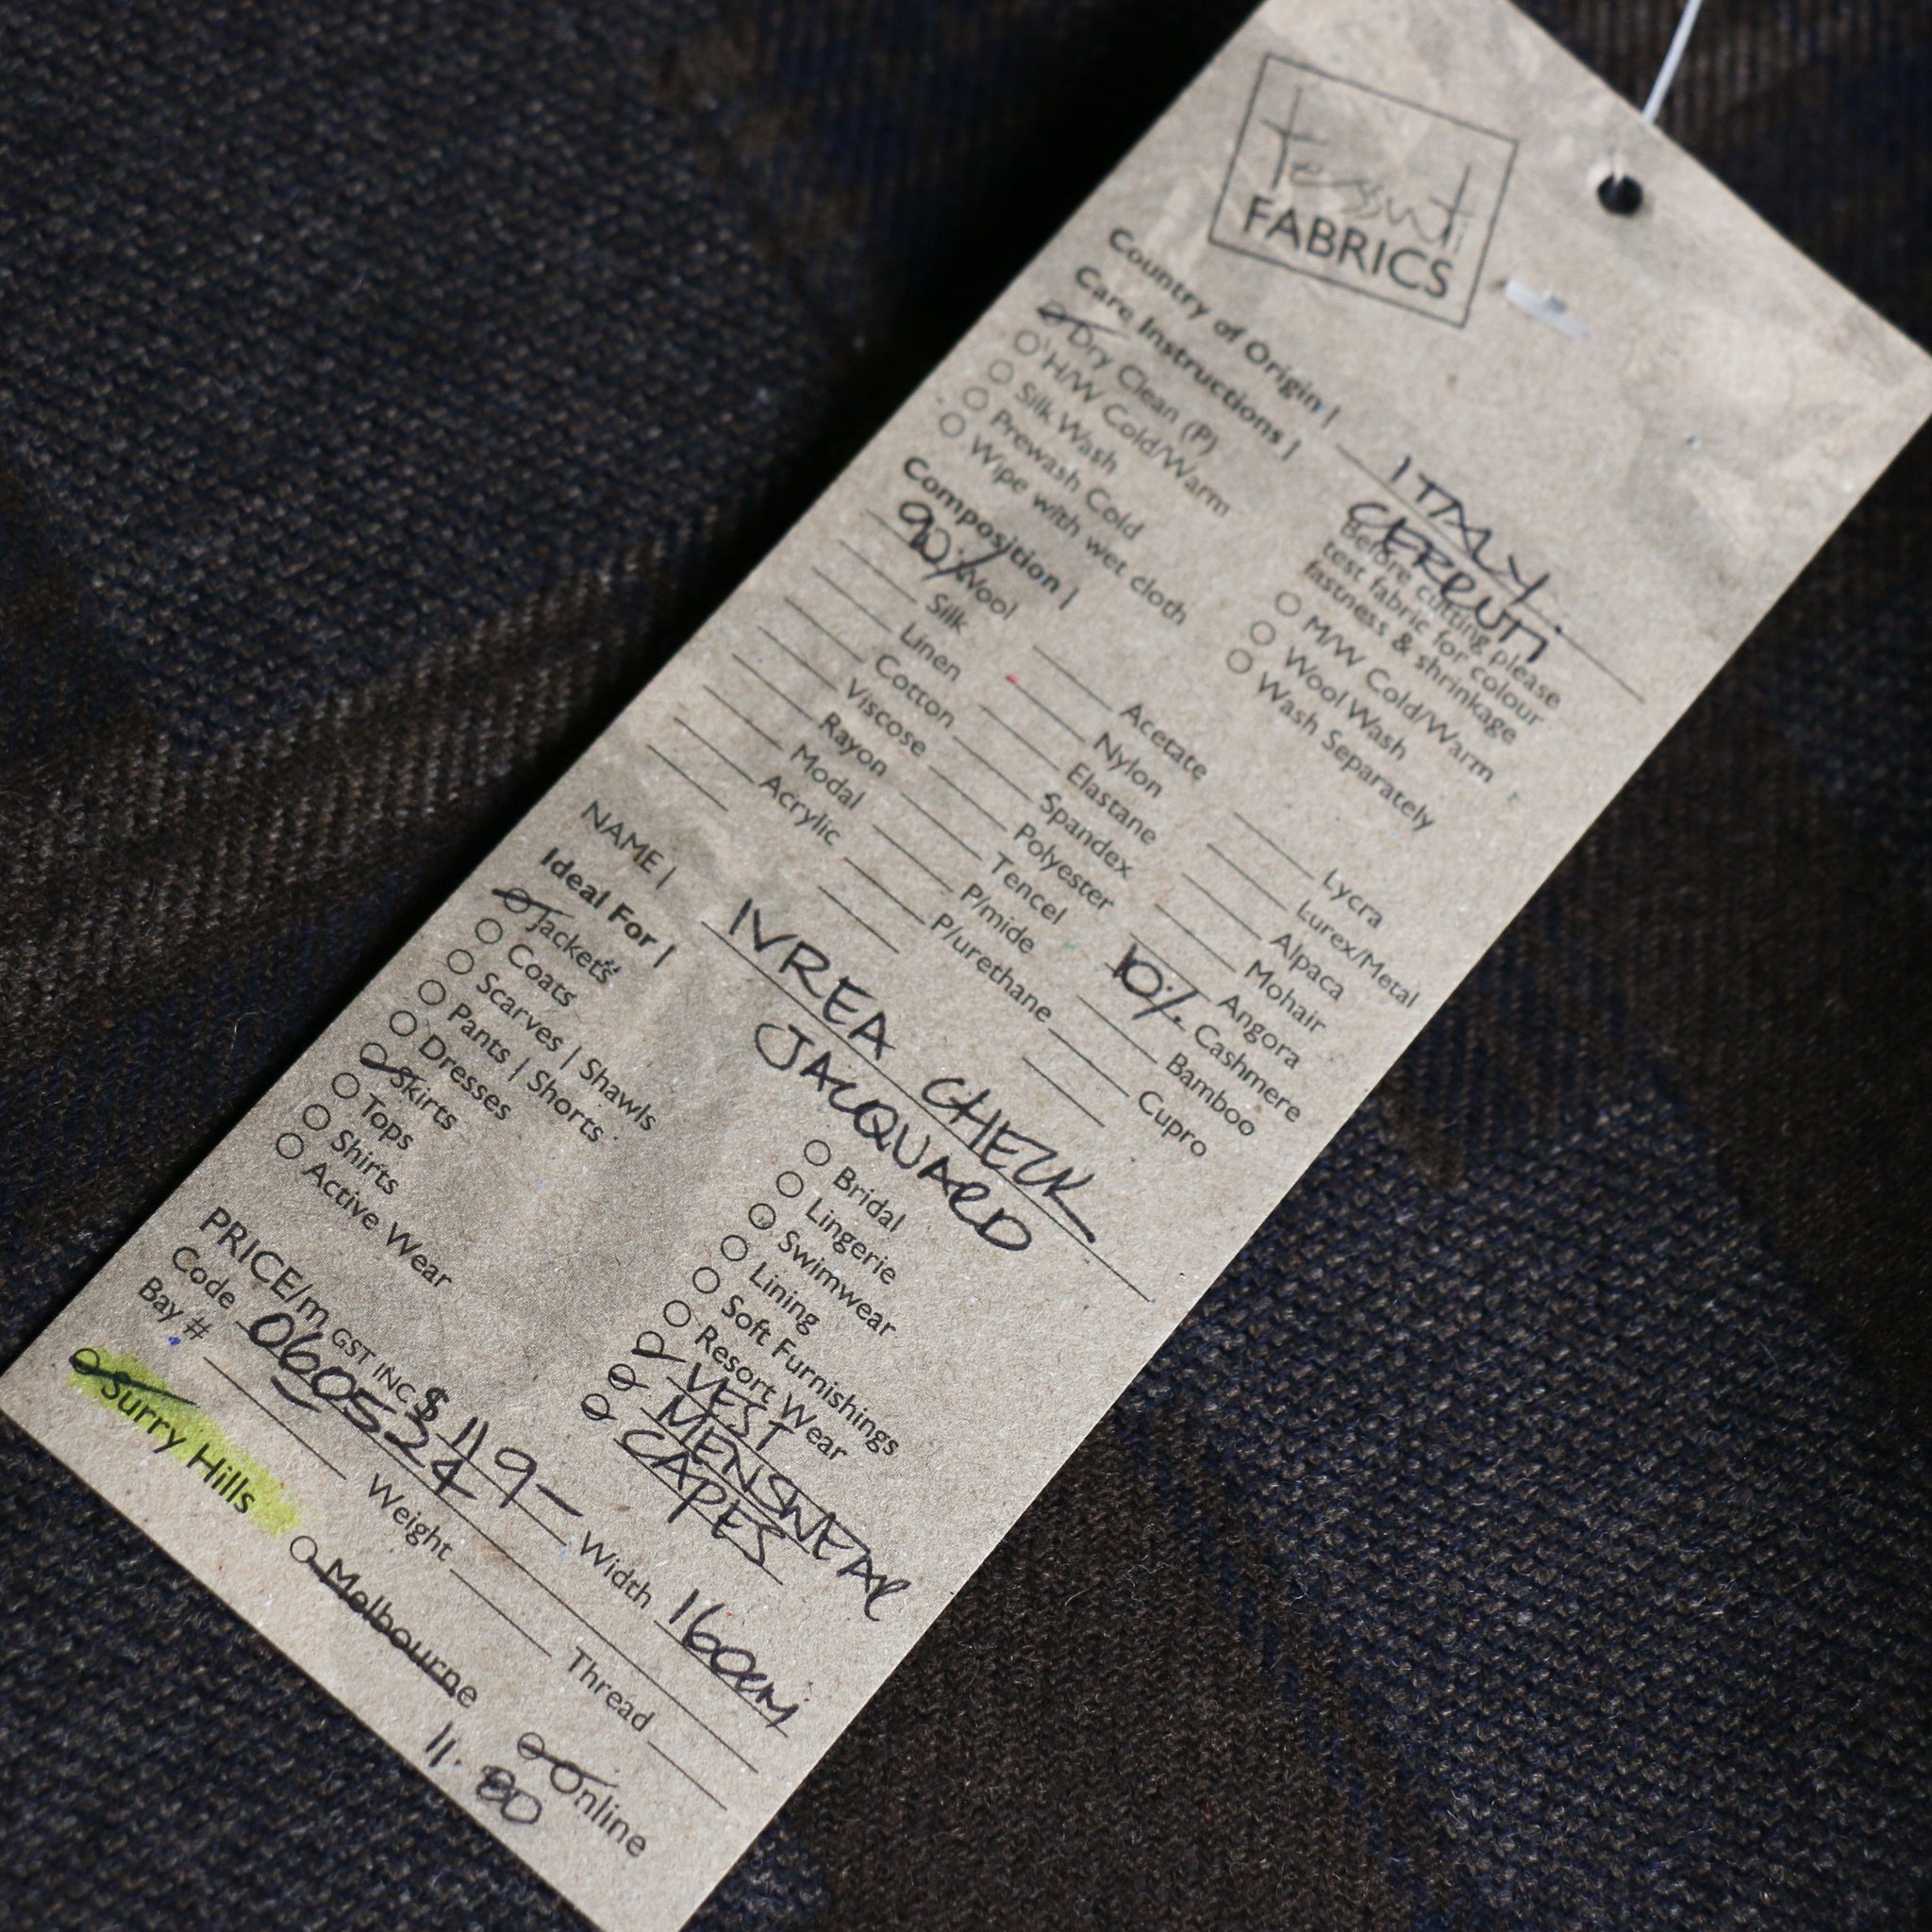 Tessuti
FABRICS
Country of Origin | ITALY.
CERRUTI
Care Instructions |
Before cutting please
test fabric for colour
fastness & shrinkage
Dry Clean (P)
H/W Cold/Warm
Silk Wash
Prewash Cold
Wipe with wet cloth
M/W Cold/Warm
Wool Wash
Wash Separately
Composition |
90% Wool
Silk
Linen
Cotton
Viscose
Rayon
Modal
Acrylic
Acetate
Nylon
Elastane
Spandex
Polyester
Tencel
P/mide
P/urethane
Lycra
Lurex/Metal
Alpaca
Mohair
Angora
10% Cashmere
Bamboo
Cupro
NAME | IVREA CHECK
JACQUARD
Ideal For |
Jackets
Coats
Scarves | Shawls
Pants | Shorts
Dresses
Skirts
Tops
Shirts
Active Wear
Bridal
Lingerie
Swimwear
Lining
Soft Furnishings
Resort Wear
VEST
MENSWEAR
CAPES
PRICE/m GST INC $ 119- Width 160cm
Code 0605324 Weight Thread
Bay #
Surry Hills Melbourne Online
11. 80